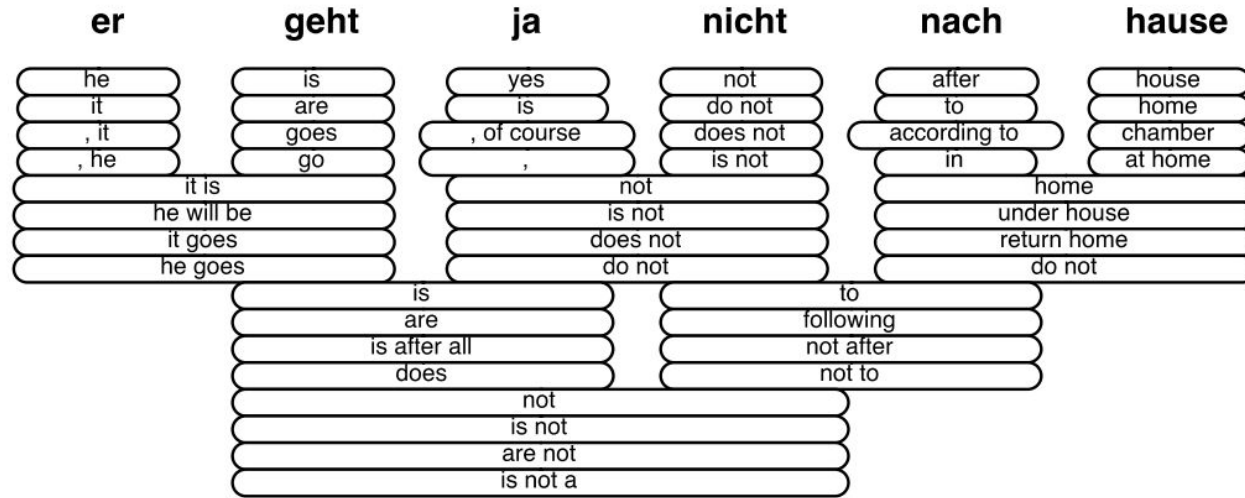 er geht ja nicht nach hause
he is yes not after house
it are is do not to home
, it goes , of course does not according to chamber
, he go , is not in at home
it is not home
he will be is not under house
it goes does not return home
he goes do not do not
is to
are following
is after all not after
does not to
not
is not
are not
is not a